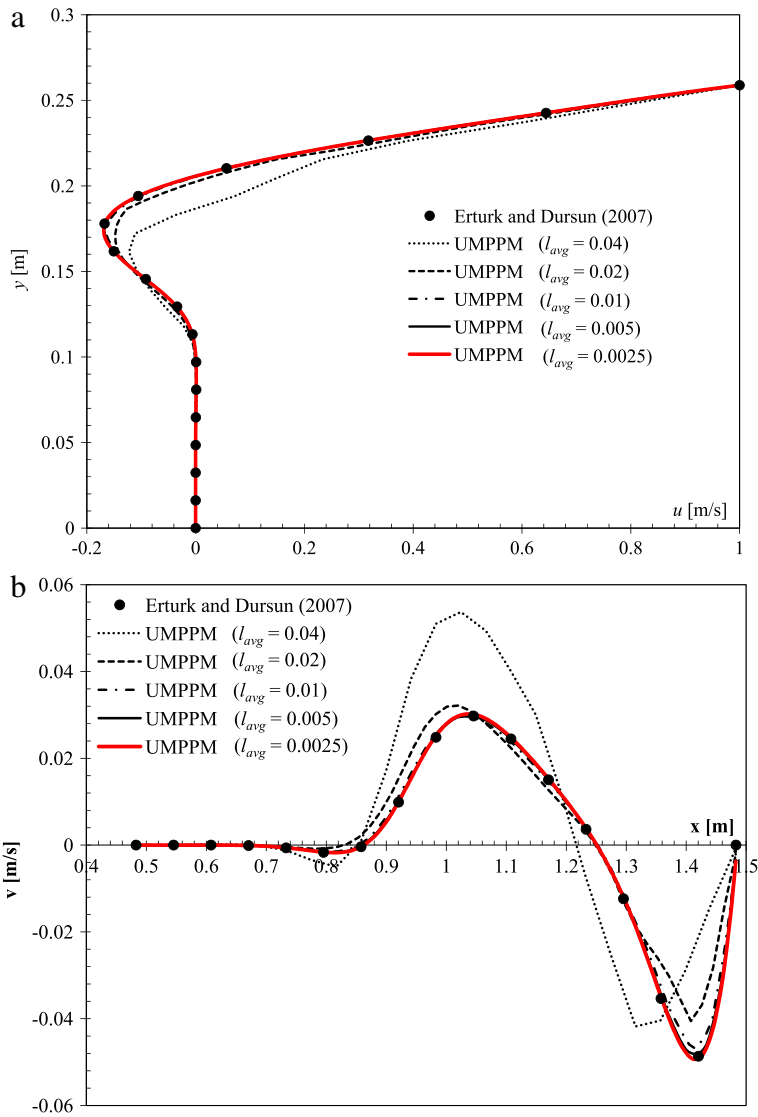 a
0.3
0.25
0.2
0.15
0.1
0.05
0
y [m]
Erturk and Dursun (2007)
UMPPM (lavg = 0.04)
UMPPM (lavg = 0.02)
UMPPM (lavg = 0.01)
UMPPM (lavg = 0.005)
UMPPM (lavg = 0.0025)
u [m/s]
-0.2 0 0.2 0.4 0.6 0.8 1
b
0.06
0.04
0.02
0
-0.02
-0.04
-0.06
v [m/s]
Erturk and Dursun (2007)
UMPPM (lavg = 0.04)
UMPPM (lavg = 0.02)
UMPPM (lavg = 0.01)
UMPPM (lavg = 0.005)
UMPPM (lavg = 0.0025)
x [m]
0.4 0.5 0.6 0.7 0.8 0.9 1 1.1 1.2 1.3 1.4 1.5